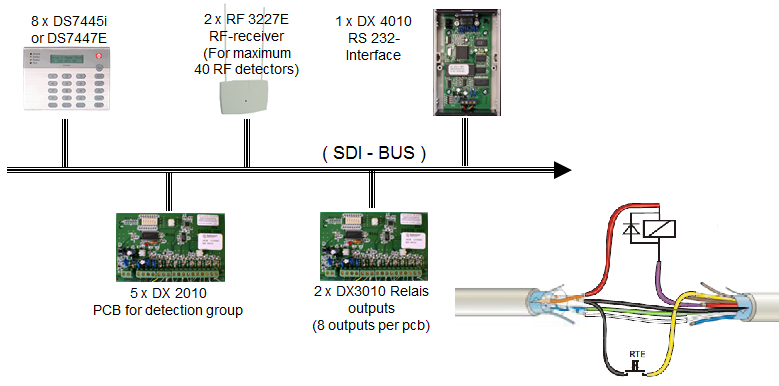 8 x DS7445i
or DS7447E
2 x RF 3227E
RF-receiver
(For maximum
40 RF detectors)
1 x DX 4010
RS 232-
Interface
( SDI - BUS )
5 x DX 2010
PCB for detection group
2 x DX3010 Relais
outputs
(8 outputs per pcb)
RTE